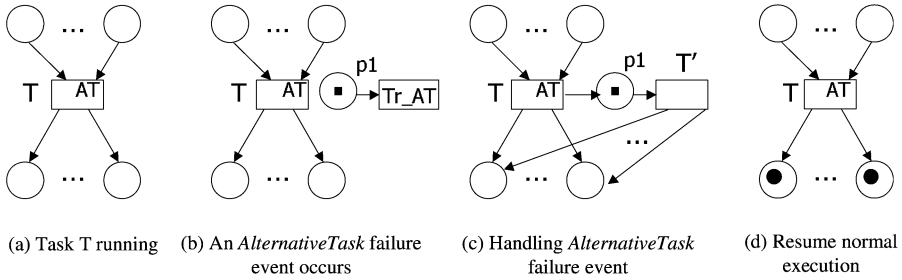 ... ... ... ...
p1 p1 T'
T AT T AT Tr_AT T AT T AT
...
... ... ... ...
(a) Task T running (b) An AlternativeTask failure (c) Handling AlternativeTask (d) Resume normal
event occurs failure event execution